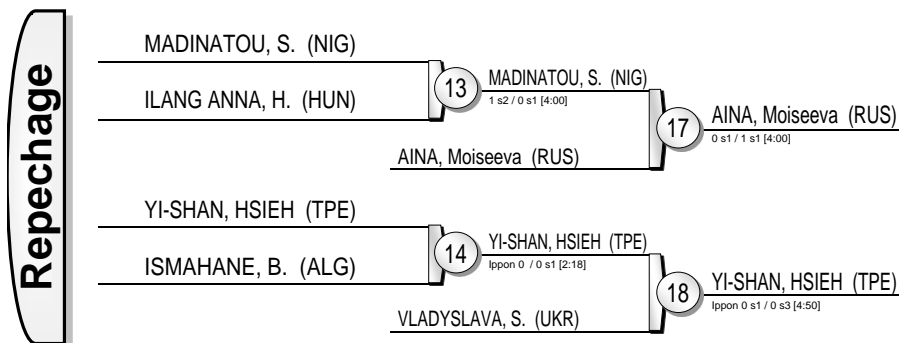 Repechage
MADINATOU, S. (NIG)
ILANG ANNA, H. (HUN)
13
MADINATOU, S. (NIG)
1 s2 / 0 s1 [4:00]
AINA, Moiseeva (RUS)
17
AINA, Moiseeva (RUS)
0 s1 / 1 s1 [4:00]
YI-SHAN, HSIEH (TPE)
ISMAHANE, B. (ALG)
14
YI-SHAN, HSIEH (TPE)
Ippon 0 / 0 s1 [2:18]
VLADYSLAVA, S. (UKR)
18
YI-SHAN, HSIEH (TPE)
Ippon 0 s1 / 0 s3 [4:50]